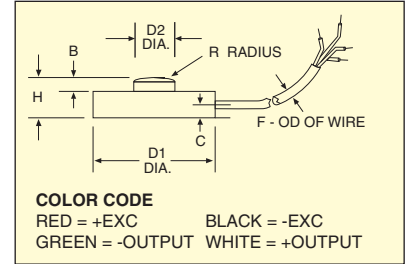 D2
DIA.
B
R RADIUS
H
F - OD OF WIRE
C
D1
DIA.
COLOR CODE
RED = +EXC BLACK = -EXC
GREEN = -OUTPUT WHITE = +OUTPUT